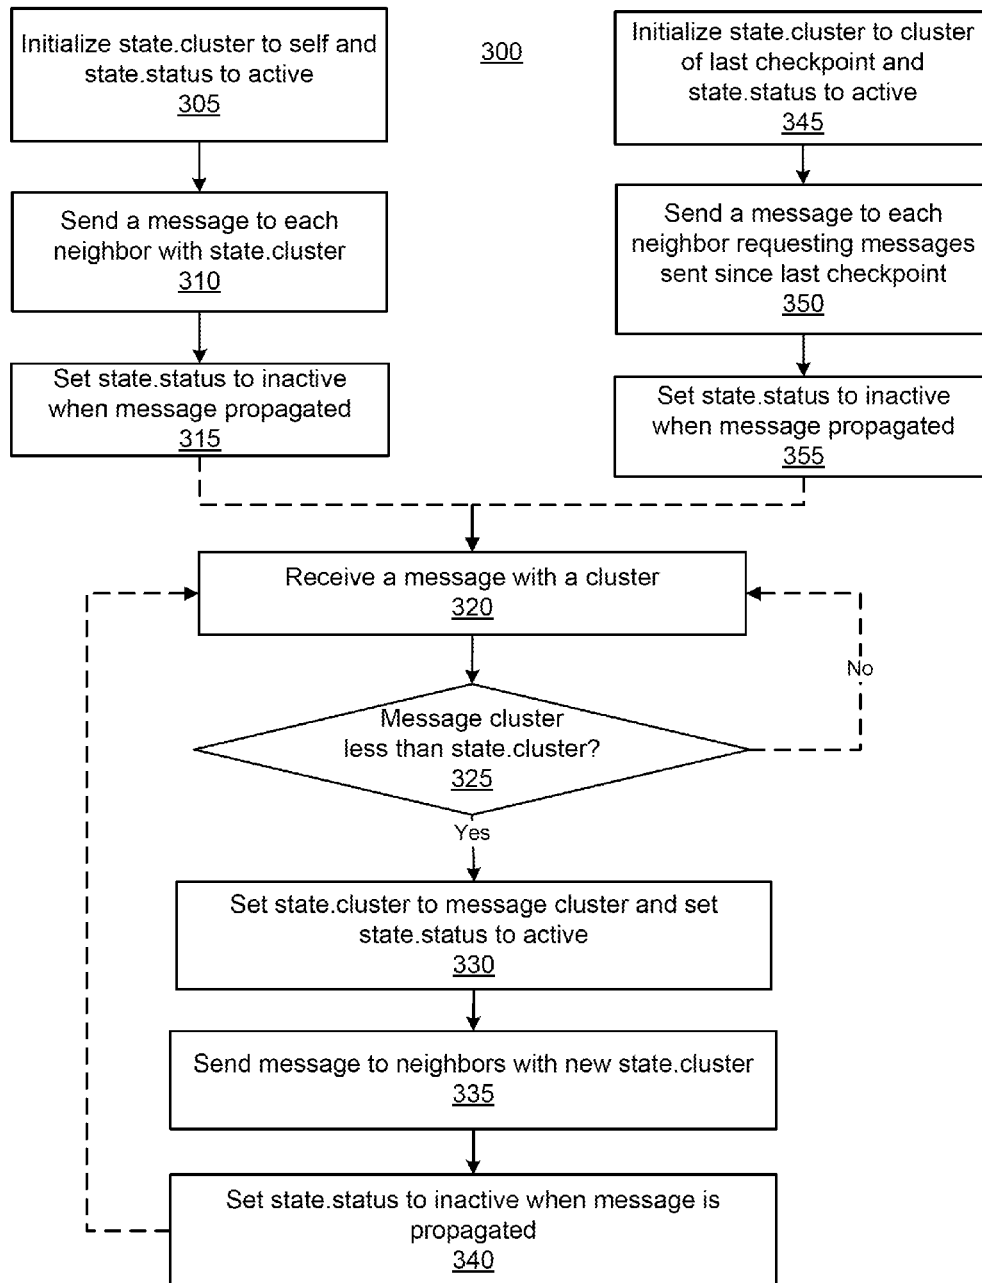 Initialize state.cluster to self and
state.status to active
305
300
Initialize state.cluster to cluster
of last checkpoint and
state.status to active
345
Send a message to each
neighbor with state.cluster
310
Send a message to each
neighbor requesting messages
sent since last checkpoint
350
Set state.status to inactive
when message propagated
315
Set state.status to inactive
when message propagated
355
Receive a message with a cluster
320
No
Message cluster
less than state.cluster?
325
Yes
Set state.cluster to message cluster and set
state.status to active
330
Send message to neighbors with new state.cluster
335
Set state.status to inactive when message is
propagated
340